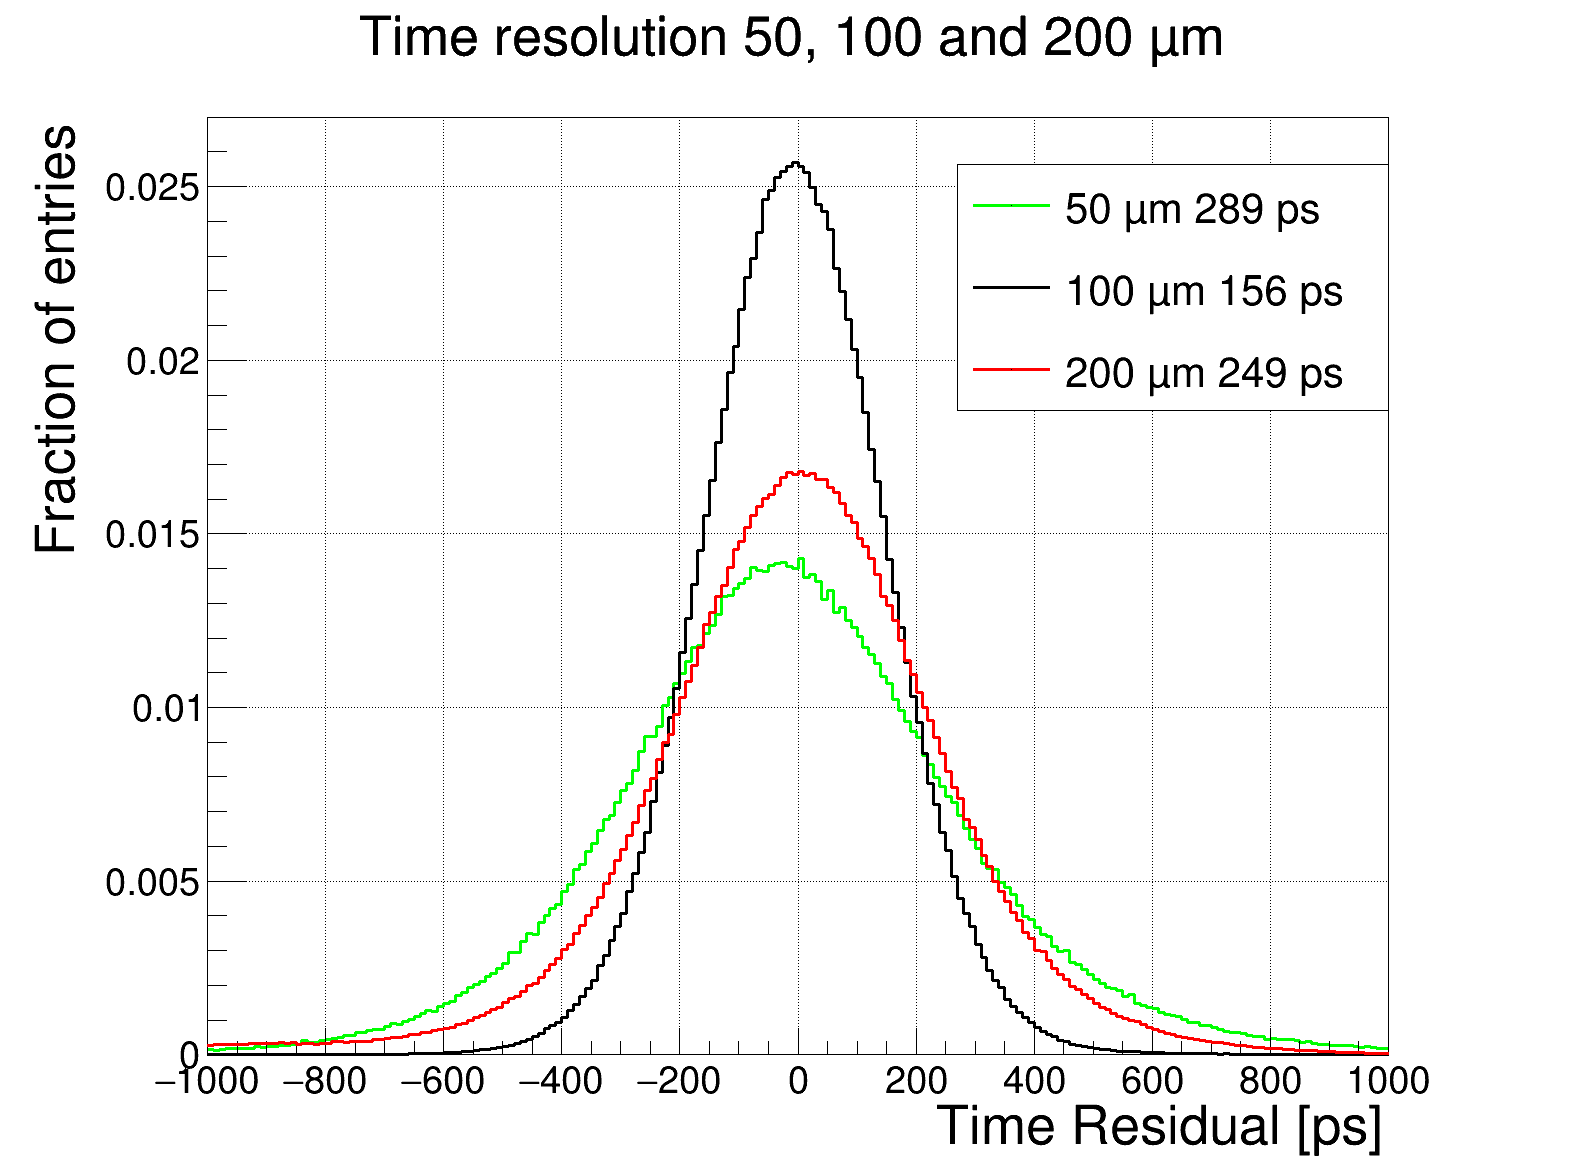 Time resolution 50, 100 and 200 µm
Fraction of entries
0.025
0.02
0.015
0.01
0.005
0
50 µm 289 ps
100 µm 156 ps
200 µm 249 ps
−1000 −800 −600 −400 −200 0 200 400 600 800 1000
Time Residual [ps]